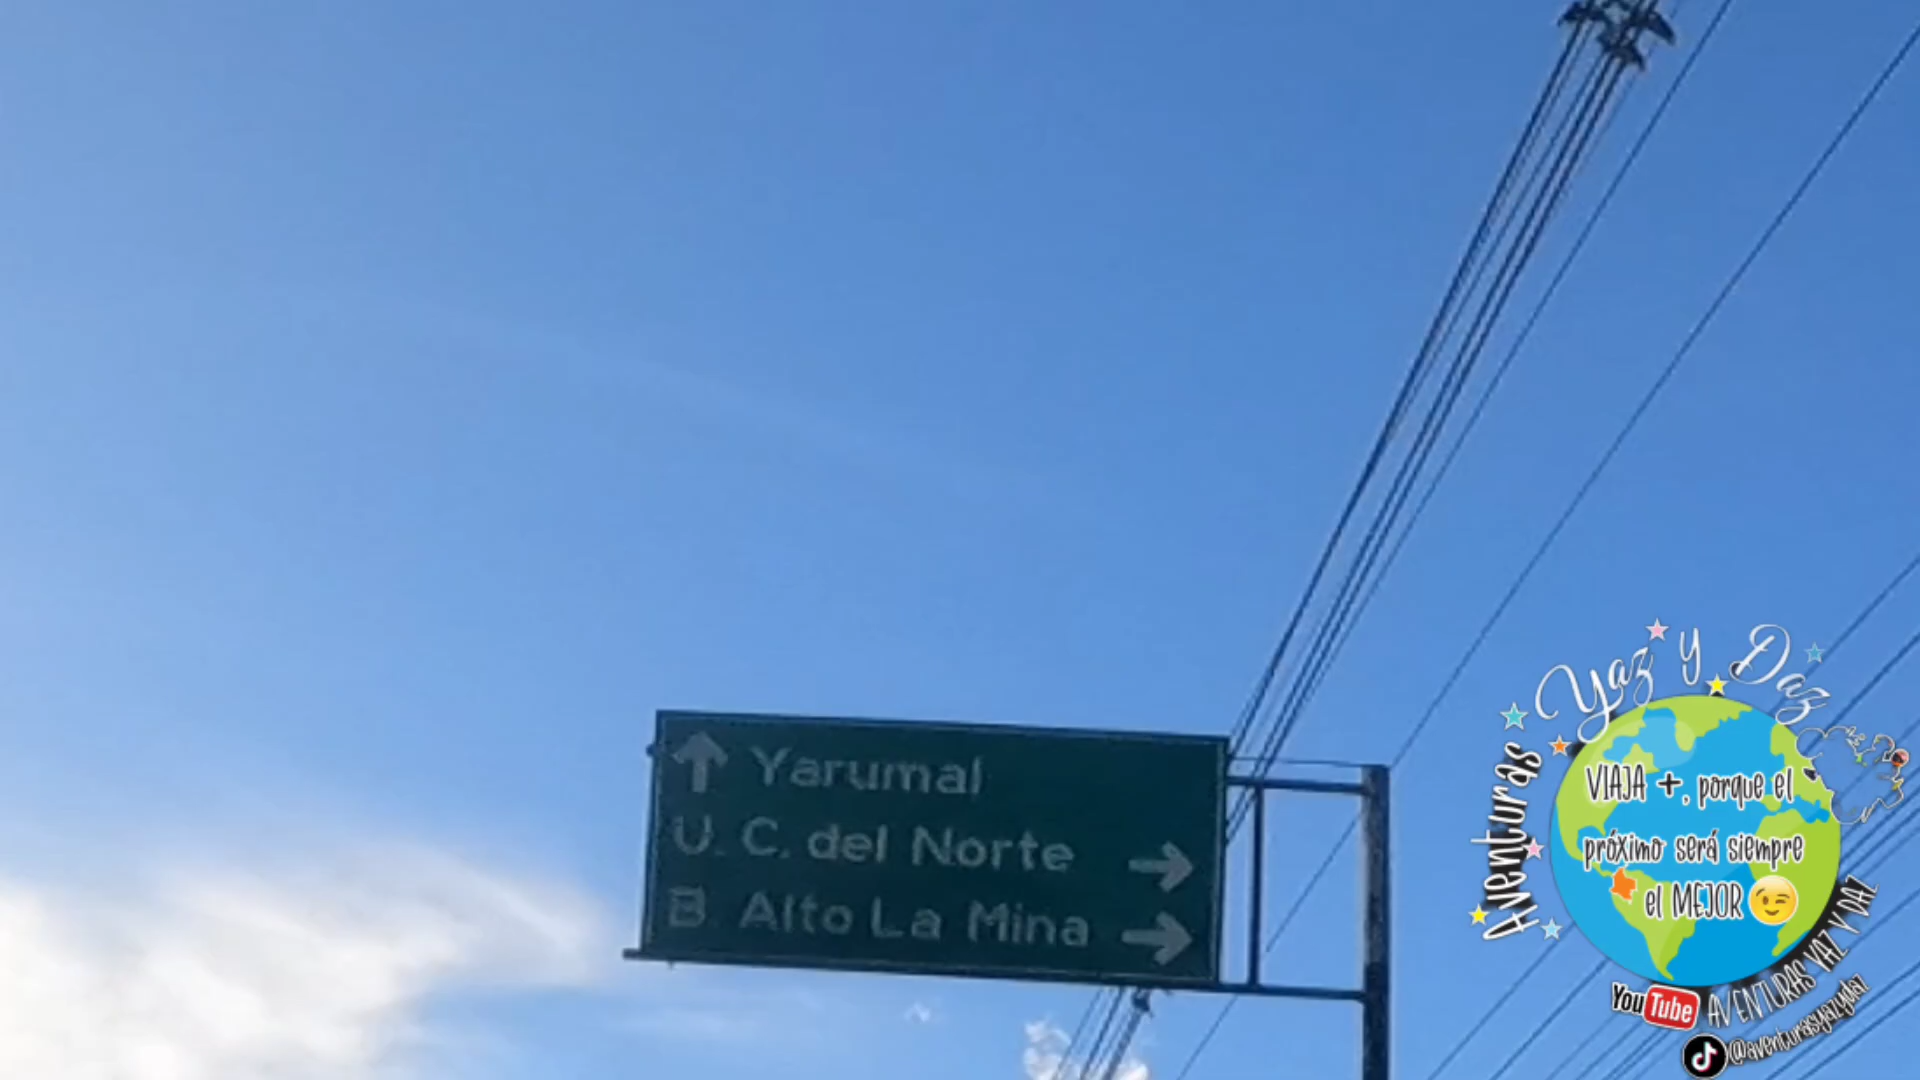 Yarumal
U. C. del Norte
B. Alto La Mina
Aventuras Yaz y Daz
VIAJA +, porque el
próximo será siempre
el MEJOR
YouTube AVENTURAS YAZ Y DAZ
@aventurasyazydaz